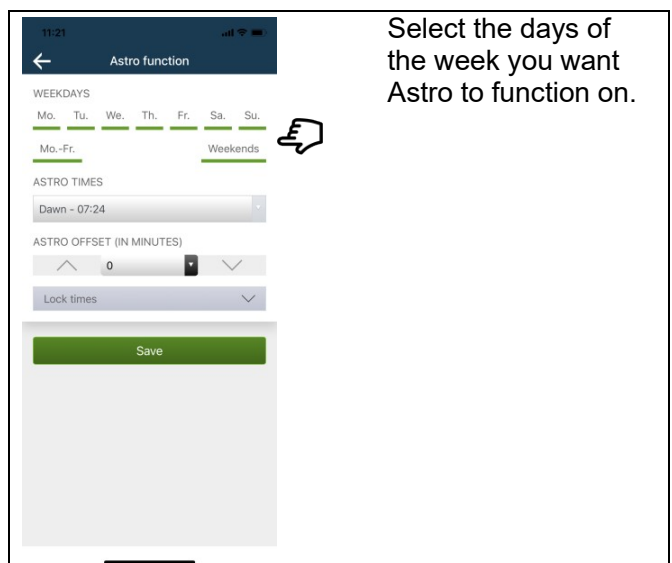 11:21
Astro function
WEEKDAYS
Mo. Tu. We. Th. Fr. Sa. Su.
Mo.-Fr. Weekends
ASTRO TIMES
Dawn - 07:24
ASTRO OFFSET (IN MINUTES)
0
Lock times
Save
Select the days of
the week you want
Astro to function on.